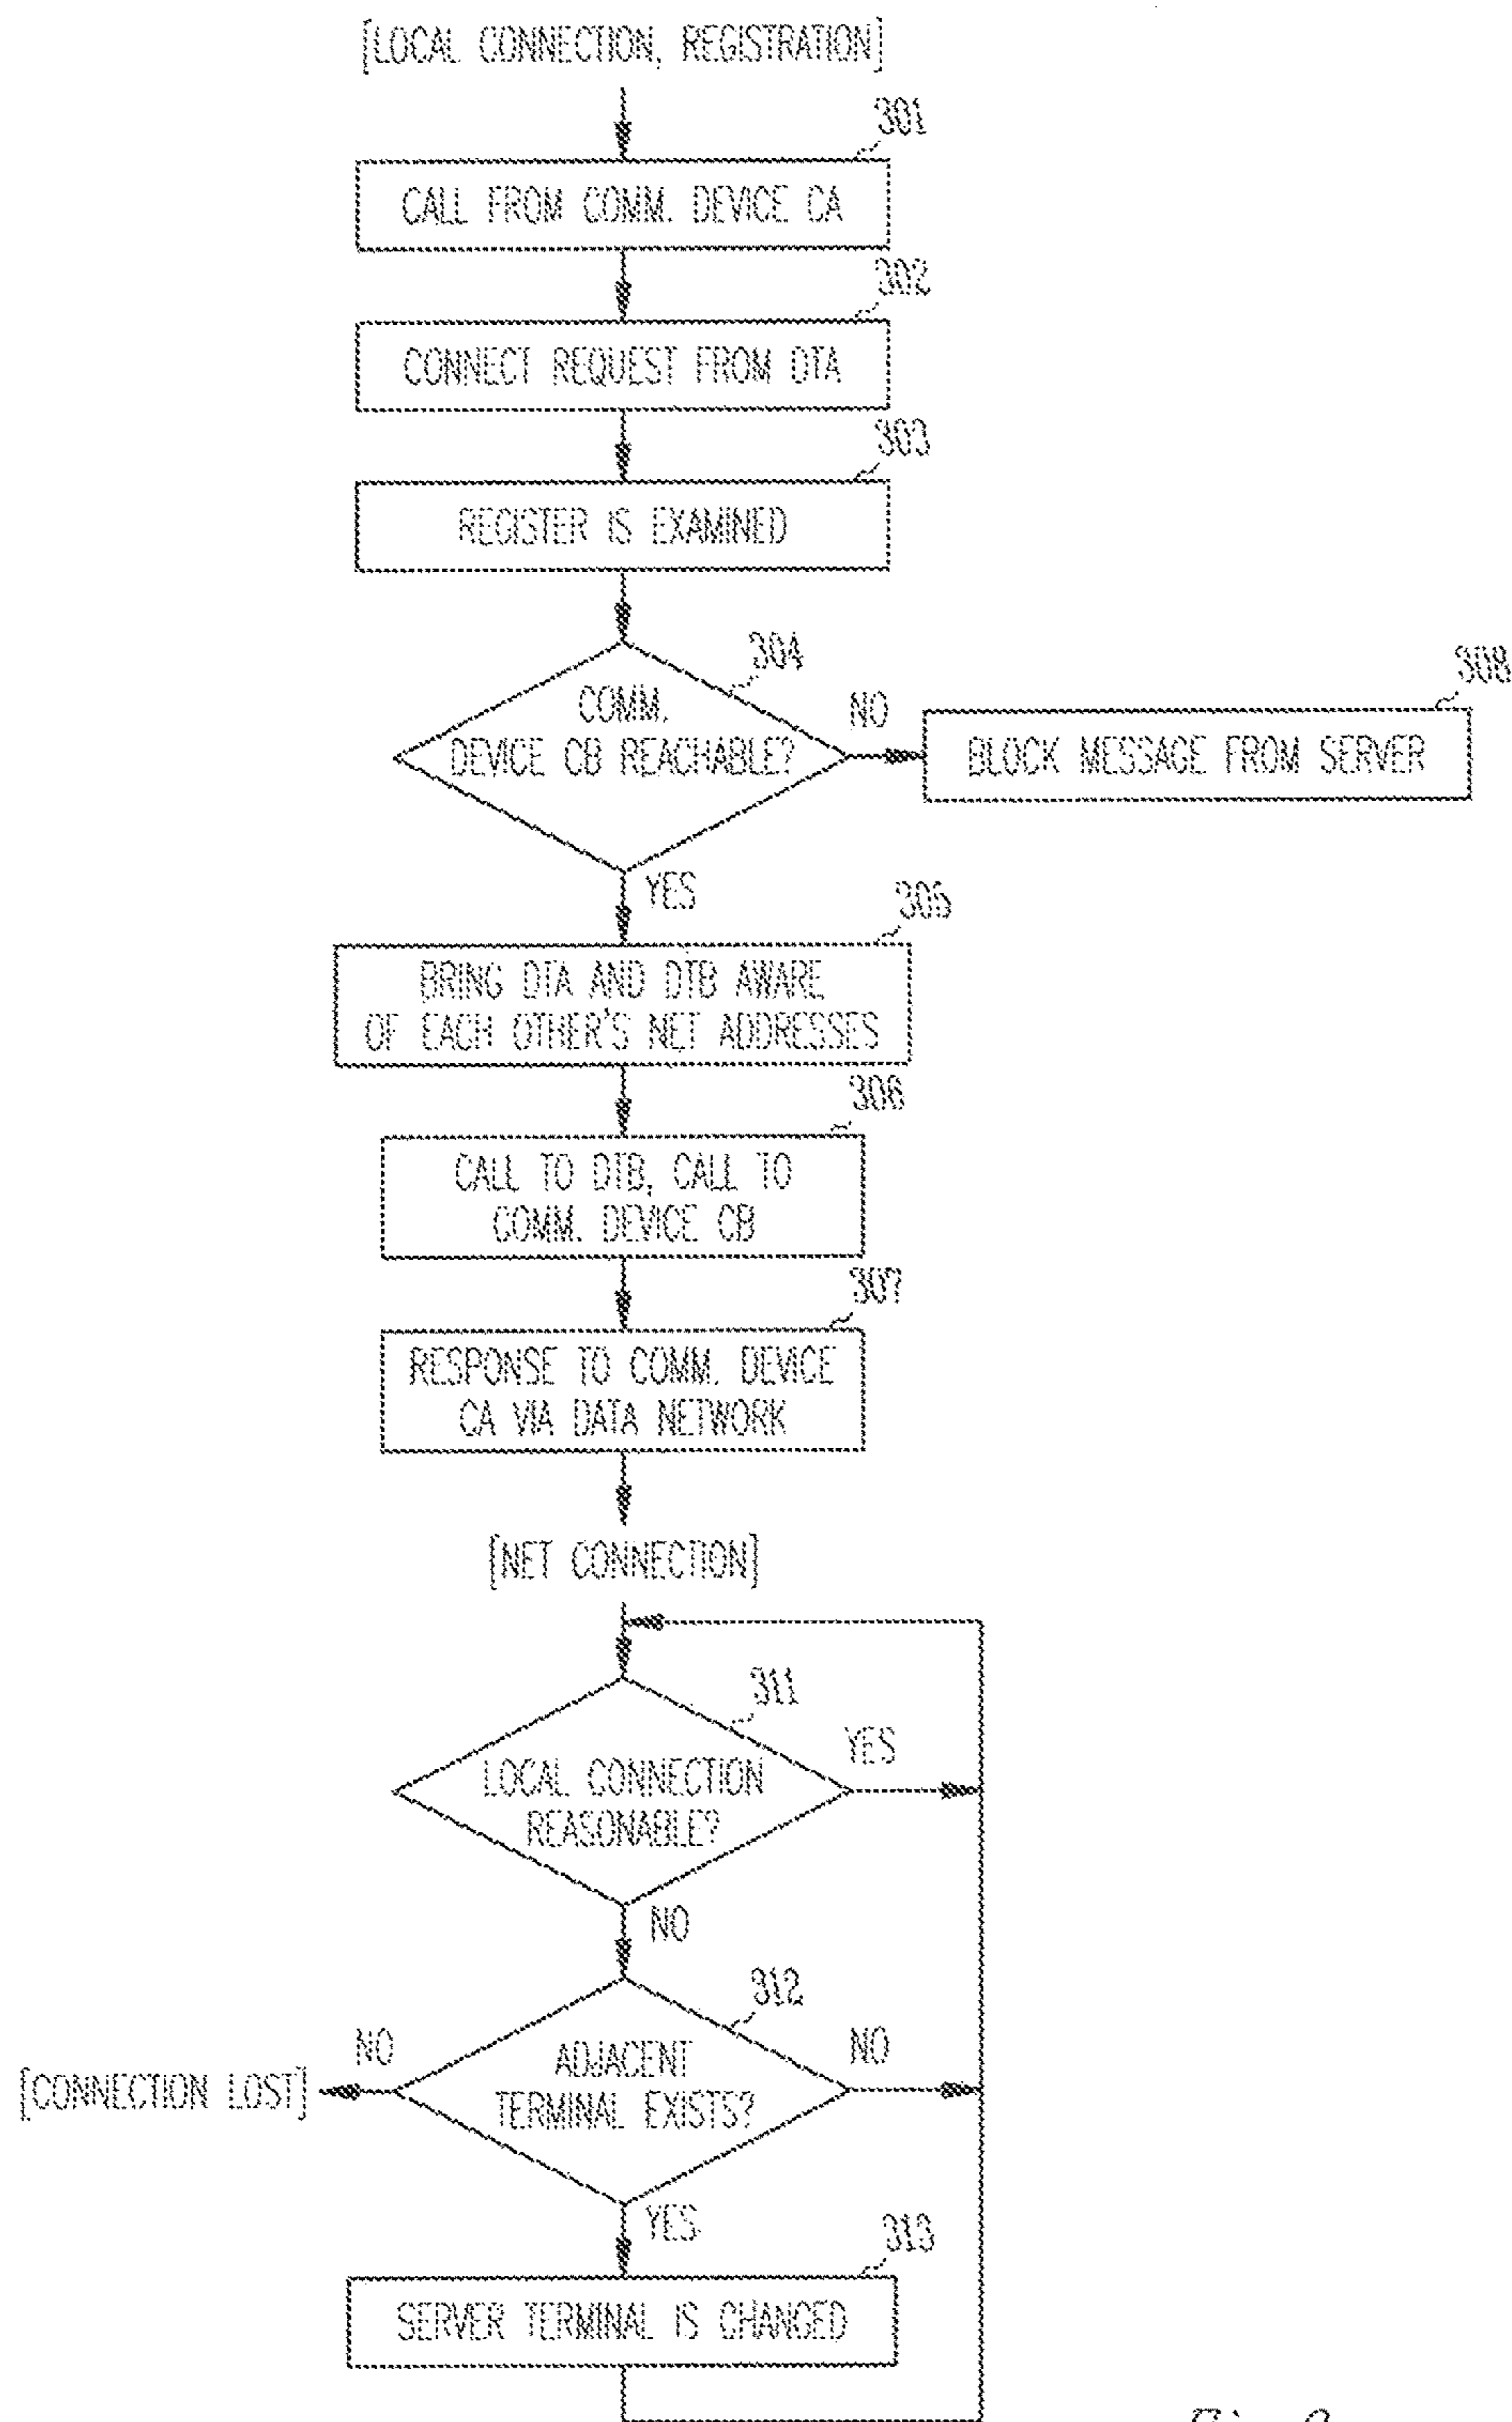 [LOCAL CONNECTION, REGISTRATION]
301
CALL FROM COMM. DEVICE CA
302
CONNECT REQUEST FROM DTA
303
REGISTER IS EXAMINED
304
COMM.
DEVICE CB REACHABLE?
NO
308
BLOCK MESSAGE FROM SERVER
YES
305
BRING DTA AND DTB AWARE
OF EACH OTHER'S NET ADDRESSES
306
CALL TO DTB, CALL TO
COMM. DEVICE CB
307
RESPONSE TO COMM. DEVICE
CA VIA DATA NETWORK
[NET CONNECTION]
311
YES
LOCAL CONNECTION
REASONABLE?
NO
312
NO
NO
ADJACENT
TERMINAL EXISTS?
[CONNECTION LOST]
YES
313
SERVER TERMINAL IS CHANGED